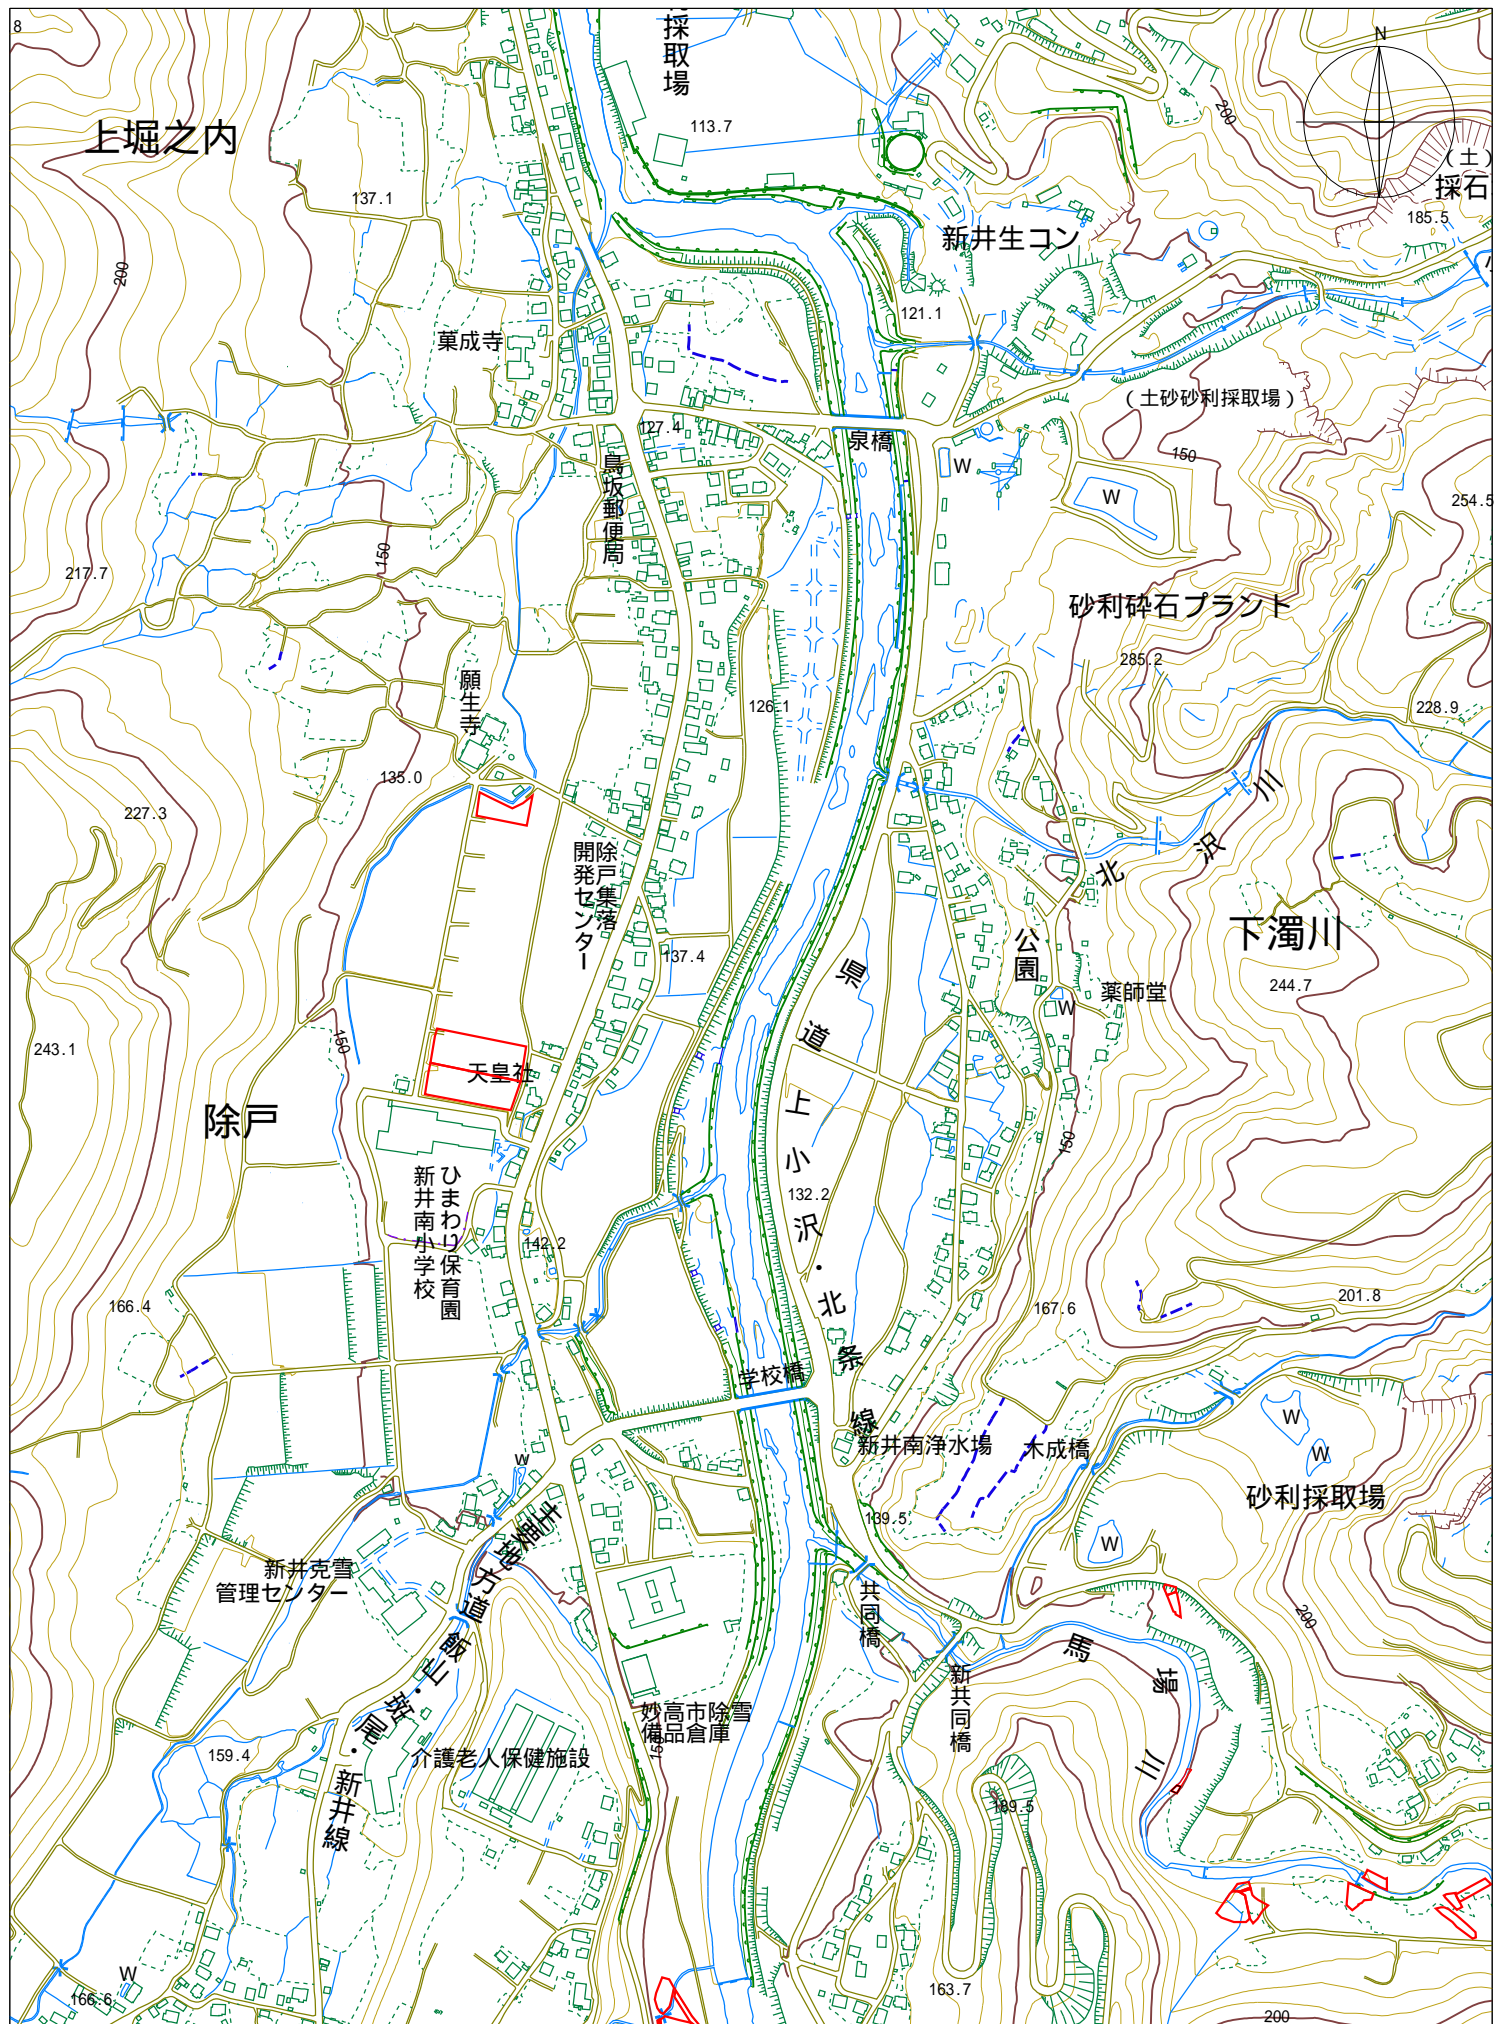 8
採取場
N
上堀之内
113.7
200
(土)
採石
137.1
185.5
新井生コン
200
121.1
菓成寺
(土砂砂利採取場)
127.4
泉橋
150
W
鳥坂郵便局
W
254.5
150
217.7
砂利砕石プラント
285.2
願生寺
126.1
228.9
135.0
川
227.3
沢
北
除戸集落
開発センター
下濁川
公園
137.4
県
244.7
薬師堂
W
道
150
243.1
天皇社
上
除戸
150
小
ひまわり保育園
新井南小学校
132.2
沢
142.2
・
北
201.8
166.4
167.6
条
学校橋
線
W
新井南浄水場
木成橋
W
W
砂利採取場
主要地方道飯山・斑尾・新井線
139.5
W
新井克雪
管理センター
共同橋
200
馬
場
川
新共同橋
妙高市除雪
備品倉庫
150
159.4
介護老人保健施設
189.5
W
166.6
163.7
200